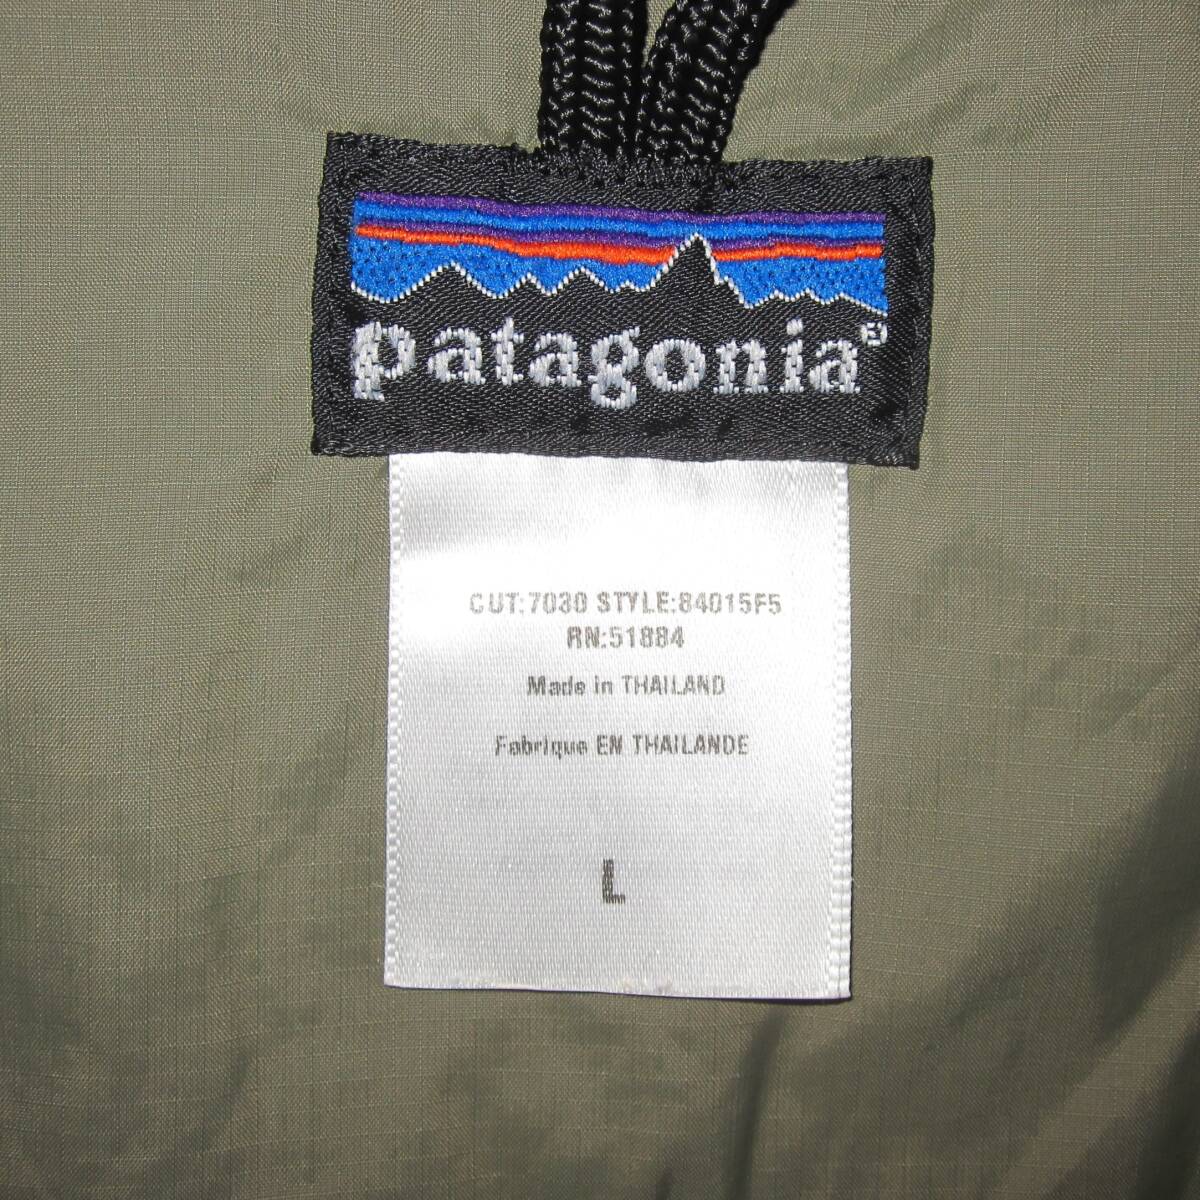 patagonia®
CUT:7030 STYLE:84015F5
RN:51884
Made in THAILAND
Fabrique EN THAILANDE
L